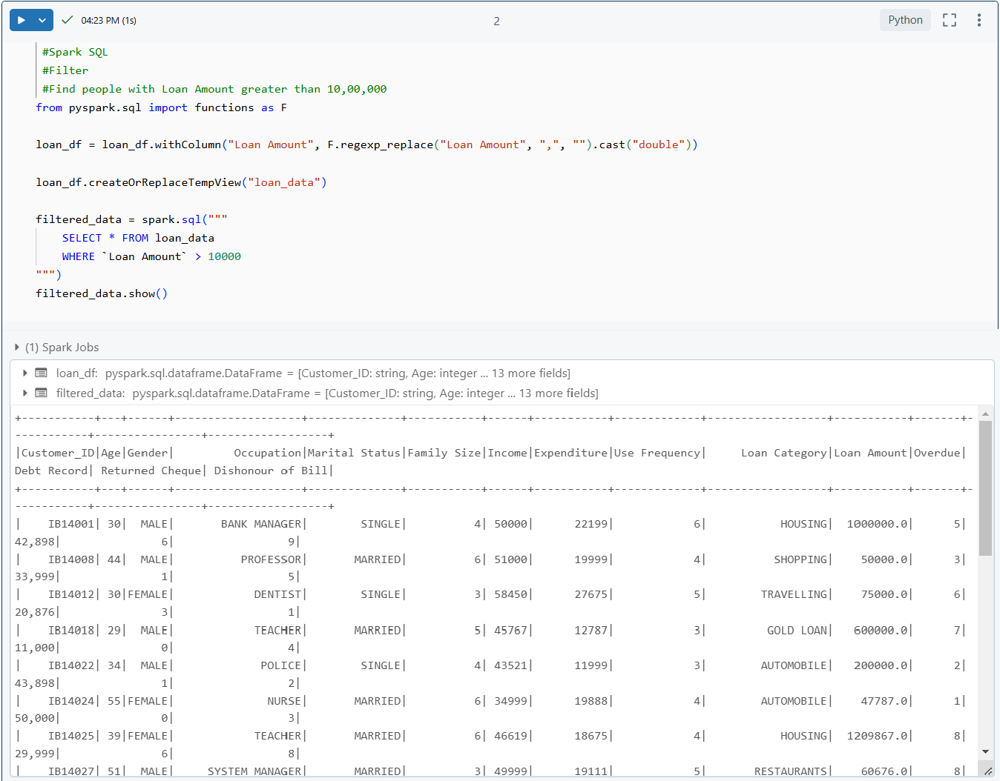 04:23 PM (1s)
2
Python
#Spark SQL
#Filter
#Find people with Loan Amount greater than 10,00,000
from pyspark.sql import functions as F
loan_df = loan_df.withColumn("Loan Amount", F.regexp_replace("Loan Amount", ",", "").cast("double"))
loan_df.createOrReplaceTempView("loan_data")
filtered_data = spark.sql("""
    SELECT * FROM loan_data
    WHERE `Loan Amount` > 10000
""")
filtered_data.show()
(1) Spark Jobs
loan_df: pyspark.sql.dataframe.DataFrame = [Customer_ID: string, Age: integer ... 13 more fields]
filtered_data: pyspark.sql.dataframe.DataFrame = [Customer_ID: string, Age: integer ... 13 more fields]
+-----------+---+------+-------------------+--------------+-----------+------+-----------+-------------+------------------+-----------+-------+-
-----------+----------------+------------------+
|Customer_ID|Age|Gender|         Occupation|Marital Status|Family Size|Income|Expenditure|Use Frequency|     Loan Category|Loan Amount|Overdue|
Debt Record| Returned Cheque| Dishonour of Bill|
+-----------+---+------+-------------------+--------------+-----------+------+-----------+-------------+------------------+-----------+-------+-
-----------+----------------+------------------+
|    IB14001| 30|  MALE|       BANK MANAGER|        SINGLE|          4| 50000|      22199|            6|           HOUSING|  1000000.0|      5|
42,898|               6|                 9|
|    IB14008| 44|  MALE|          PROFESSOR|       MARRIED|          6| 51000|      19999|            4|          SHOPPING|    50000.0|      3|
33,999|               1|                 5|
|    IB14012| 30|FEMALE|            DENTIST|        SINGLE|          3| 58450|      27675|            5|        TRAVELLING|    75000.0|      6|
20,876|               3|                 1|
|    IB14018| 29|  MALE|            TEACHER|       MARRIED|          5| 45767|      12787|            3|         GOLD LOAN|   600000.0|      7|
11,000|               0|                 4|
|    IB14022| 34|  MALE|             POLICE|        SINGLE|          4| 43521|      11999|            3|        AUTOMOBILE|   200000.0|      2|
43,898|               1|                 2|
|    IB14024| 55|FEMALE|              NURSE|       MARRIED|          6| 34999|      19888|            4|        AUTOMOBILE|    47787.0|      1|
50,000|               0|                 3|
|    IB14025| 39|FEMALE|            TEACHER|       MARRIED|          6| 46619|      18675|            4|           HOUSING|  1209867.0|      8|
29,999|               6|                 8|
|    IB14027| 51|  MALE|     SYSTEM MANAGER|       MARRIED|          3| 49999|      19111|            5|       RESTAURANTS|    60676.0|      8|